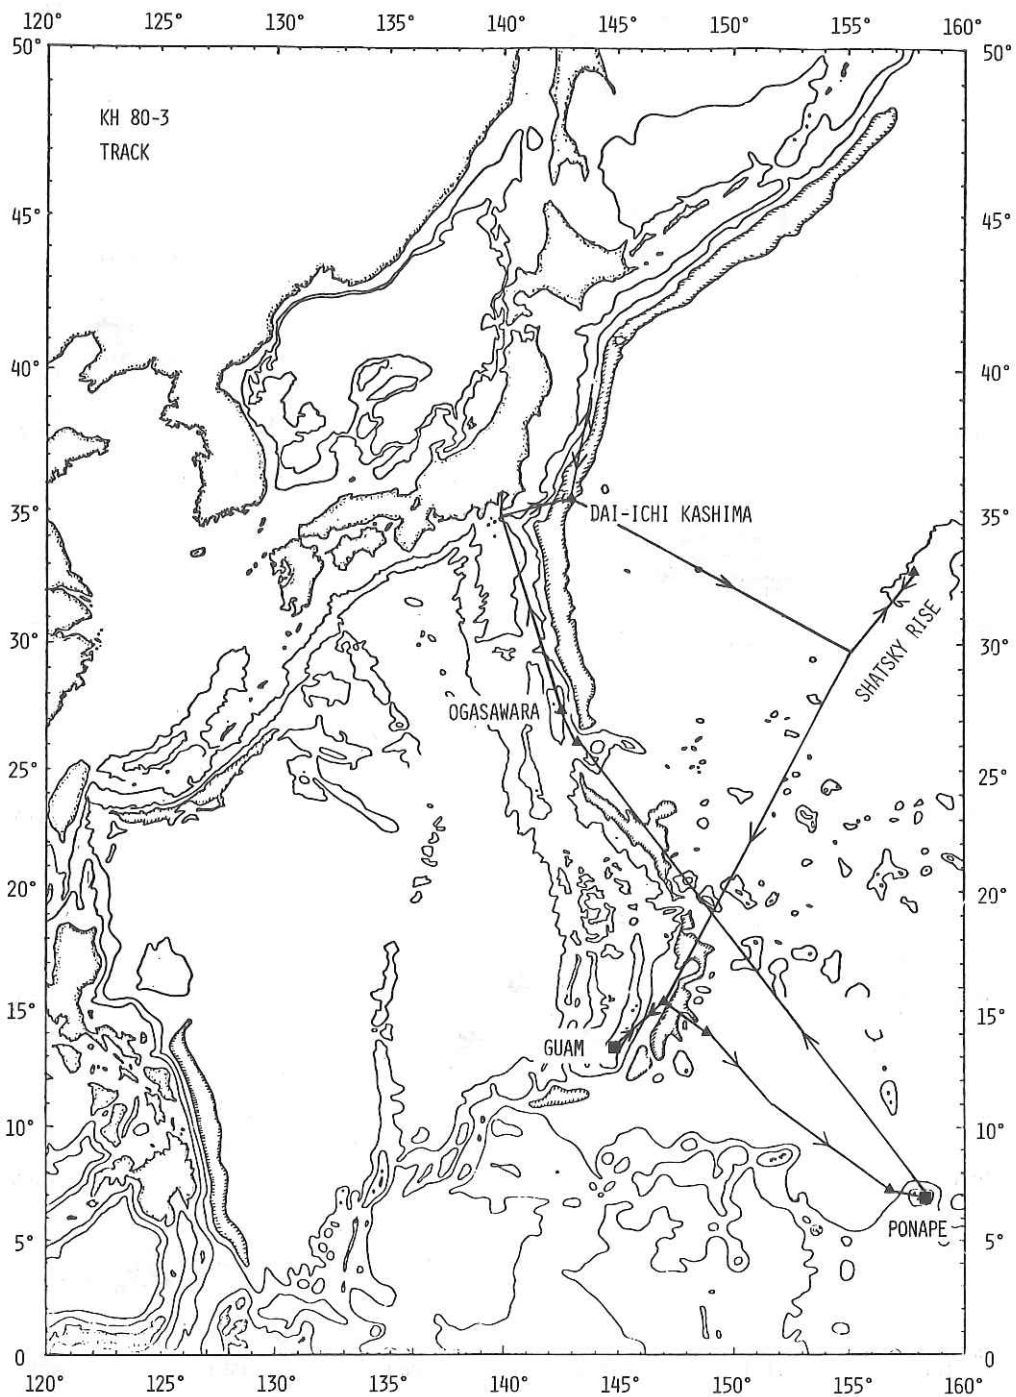 120° 125° 130° 135° 140° 145° 150° 155° 160°
50° 50°
KH 80-3
TRACK
45° 45°
40° 40°
35° DAI-ICHI KASHIMA 35°
30° SHATSKY RISE 30°
OGASAWARA
25° 25°
20° 20°
15° 15°
GUAM
10° 10°
PONAPE
5° 5°
0 0
120° 125° 130° 135° 140° 145° 150° 155° 160°